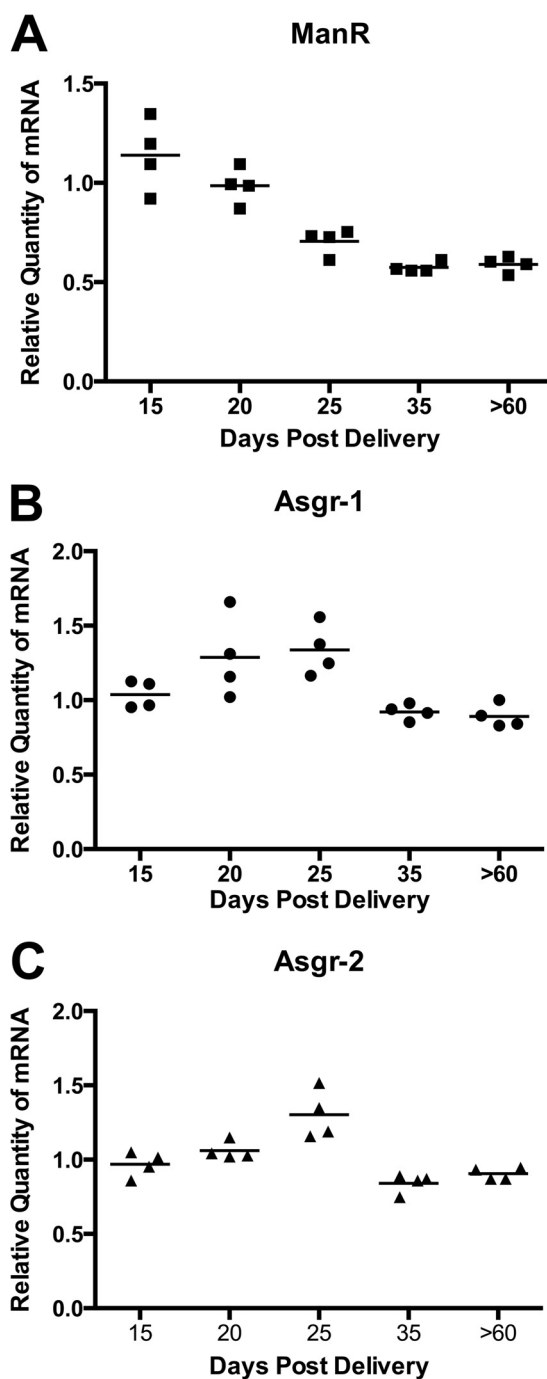 A
ManR
Relative Quantity of mRNA
1.5
1.0
0.5
0.0
15 20 25 35 >60
Days Post Delivery
B
Asgr-1
Relative Quantity of mRNA
2.0
1.5
1.0
0.5
0.0
15 20 25 35 >60
Days Post Delivery
C
Asgr-2
Relative Quantity of mRNA
2.0
1.5
1.0
0.5
0.0
15 20 25 35 >60
Days Post Delivery